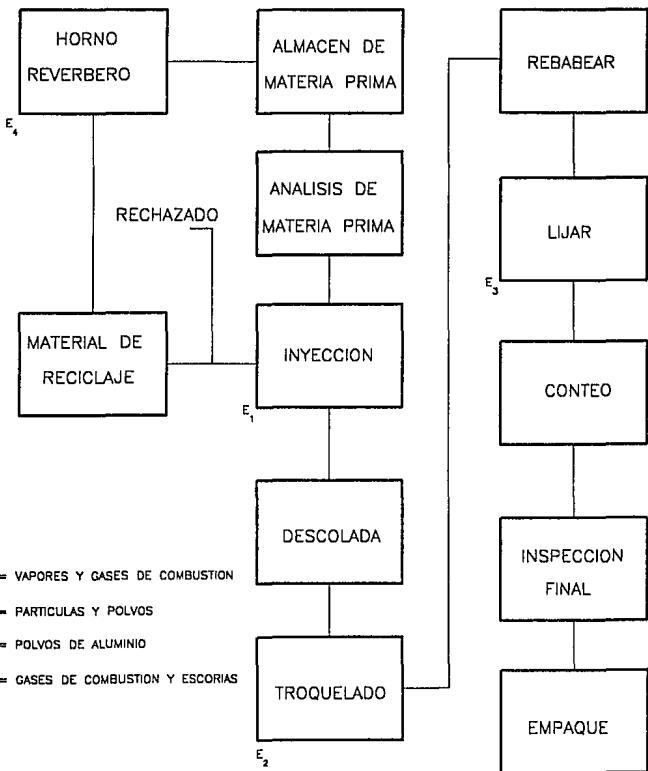 HORNO
REVERBERO
E4
ALMACÉN DE
MATERIA PRIMA
ANALISIS DE
MATERIA PRIMA
RECHAZADO
MATERIAL DE
RECICLAJE
INYECCION
E1
DESCOLADA
TROQUELADO
E2
REBABEAR
LIJAR
E3
CONTEO
INSPECCION
FINAL
EMPAQUE
= VAPORES Y GASES DE COMBUSTION
= PARTICULAS Y POLVOS
= POLVOS DE ALUMINIO
= GASES DE COMBUSTION Y ESCORIAS